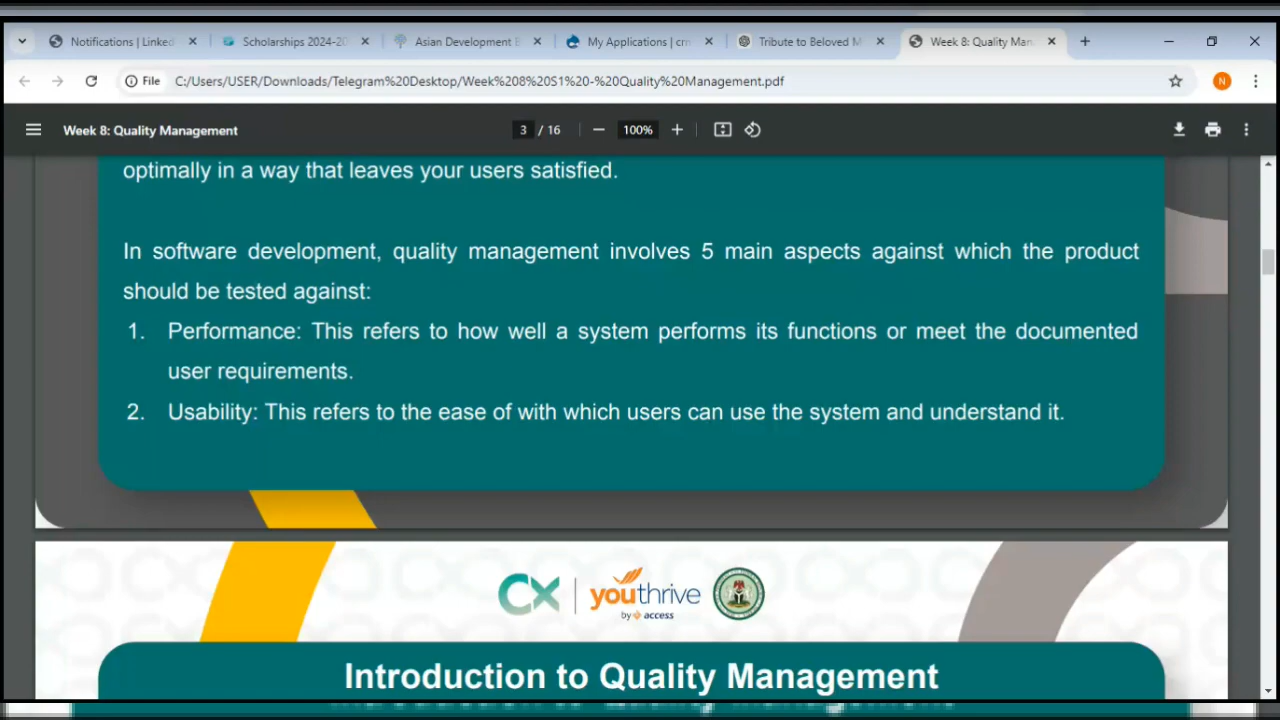 Notifications | Linked
Scholarships 2024-20
Asian Development
My Applications | cr
Tribute to Beloved M
Week 8: Quality Man
File
C:/Users/USER/Downloads/Telegram%20Desktop/Week%208%20S1%20-%20Quality%20Management.pdf
N
Week 8: Quality Management
3 / 16
100%
optimally in a way that leaves your users satisfied.
In software development, quality management involves 5 main aspects against which the product
should be tested against:
1. Performance: This refers to how well a system performs its functions or meet the documented
user requirements.
2. Usability: This refers to the ease of with which users can use the system and understand it.
CX
youthrive
by access
Introduction to Quality Management